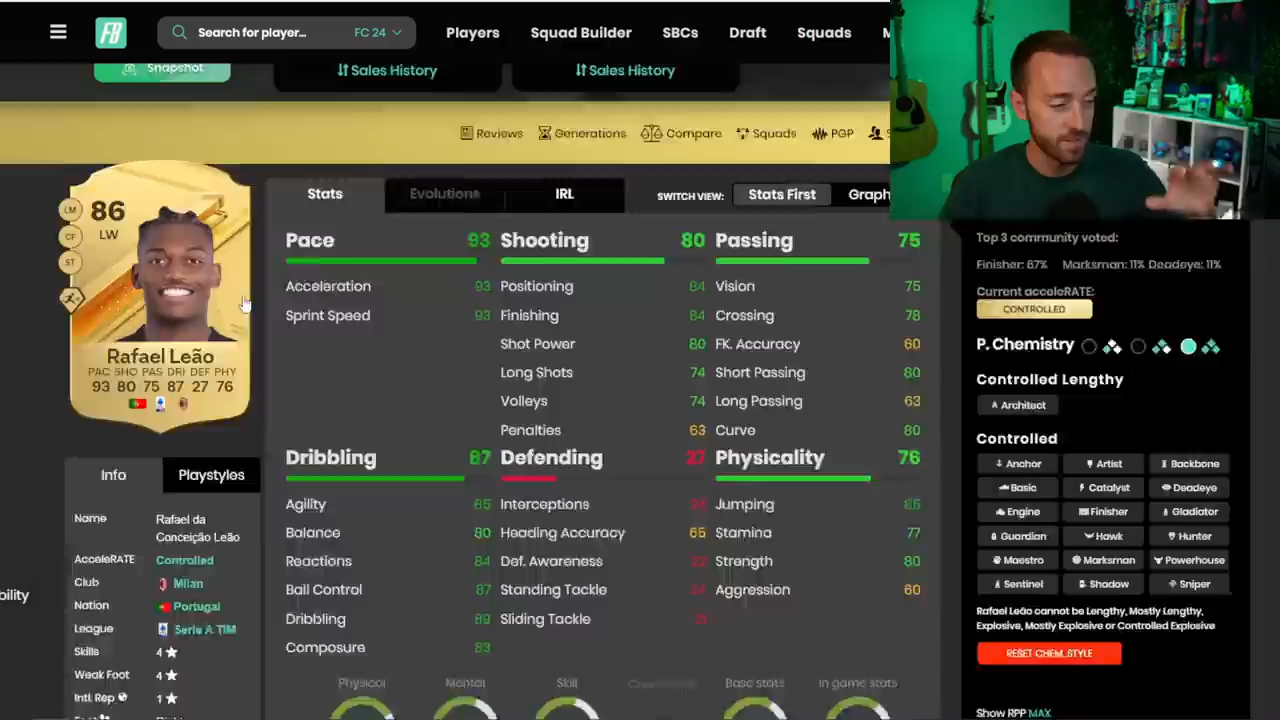 FB
Search for player...
FC 24
Players
Squad Builder
SBCs
Draft
Squads
M
Snapshot
Sales History
Sales History
Reviews
Generations
Compare
Squads
PGP
86
LW
LM
CF
ST
Rafael Leão
PAC SHO PAS DRI DEF PHY
93 80 75 87 27 76
Stats
Evolutions
IRL
SWITCH VIEW:
Stats First
Graph
Pace 93
Acceleration 93
Sprint Speed 93
Shooting 80
Positioning 84
Finishing 84
Shot Power 80
Long Shots 74
Volleys 74
Penalties 63
Passing 75
Vision 75
Crossing 78
FK. Accuracy 60
Short Passing 80
Long Passing 63
Curve 80
Dribbling 87
Agility 85
Balance 80
Reactions 84
Ball Control 87
Dribbling 89
Composure 83
Defending 27
Interceptions
Heading Accuracy 65
Def. Awareness
Standing Tackle
Sliding Tackle
Physicality 76
Jumping 85
Stamina 77
Strength 80
Aggression 60
Physical
Mental
Skill
Base stats
In game stats
Info
Playstyles
Name
Rafael da
Conceição Leão
AcceleRATE Controlled
Club Milan
Nation Portugal
League Serie A TIM
Skills 4
Weak Foot 4
Intl. Rep 1
bility
Top 3 community voted:
Finisher: 67% Marksman: 11% Deadeye: 11%
Current acceleRATE:
CONTROLLED
P. Chemistry
Controlled Lengthy
Architect
Controlled
Anchor Artist Backbone
Basic Catalyst Deadeye
Engine Finisher Gladiator
Guardian Hawk Hunter
Maestro Marksman Powerhouse
Sentinel Shadow Sniper
Rafael Leão cannot be Lengthy, Mostly Lengthy,
Explosive, Mostly Explosive or Controlled Explosive
RESET CHEM. STYLE
Show RPP MAX